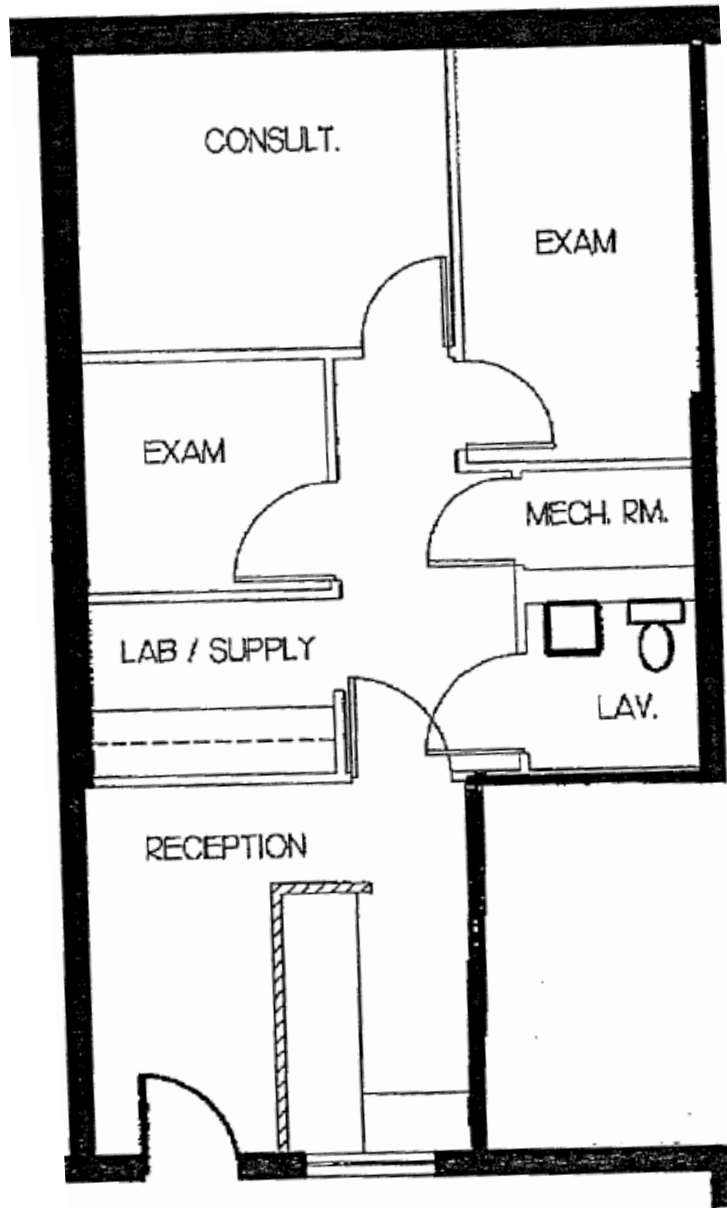 CONSULT.
EXAM
EXAM
MECH. RM.
LAB / SUPPLY
LAV.
RECEPTION